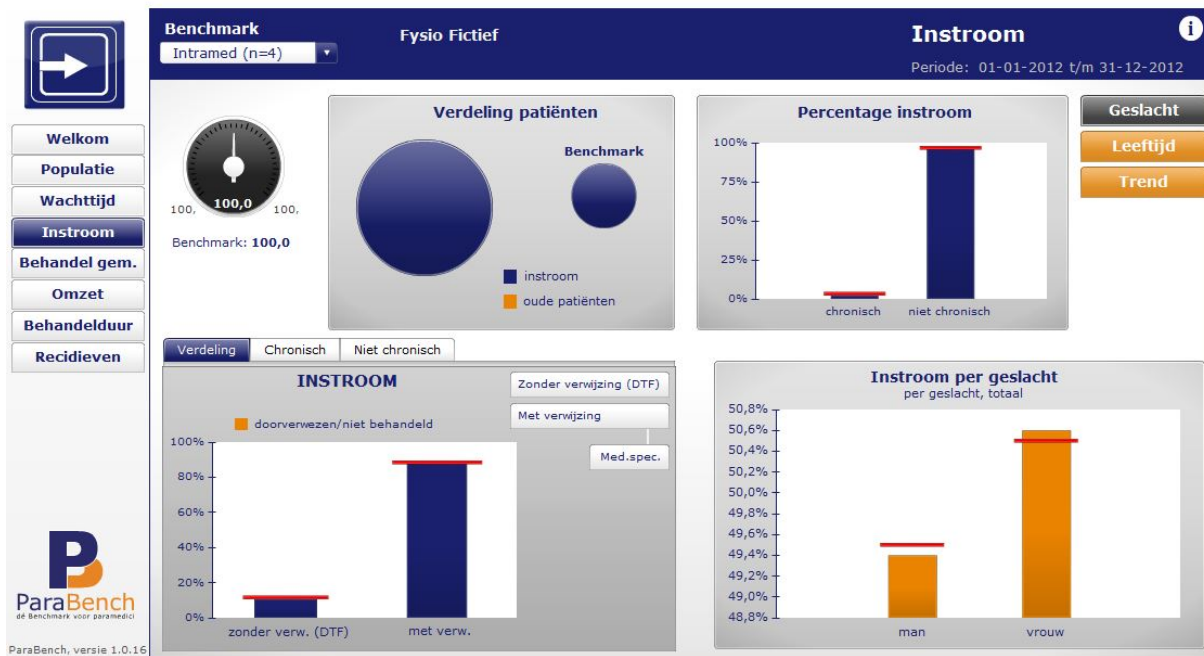 Benchmark
Intramed (n=4)
Fysio Fictief
Instroom
i
Periode: 01-01-2012 t/m 31-12-2012
Welkom
Populatie
Wachttijd
Instroom
Behandel gem.
Omzet
Behandelduur
Recidieven
100, 100,0 100,
Benchmark: 100,0
Verdeling patiënten
Benchmark
instroom
oude patiënten
Percentage instroom
100%
75%
50%
25%
0%
chronisch niet chronisch
Geslacht
Leeftijd
Trend
Verdeling Chronisch Niet chronisch
INSTROOM
Zonder verwijzing (DTF)
Met verwijzing
Med.spec.
doorverwezen/niet behandeld
100%
80%
60%
40%
20%
0%
zonder verw. (DTF) met verw.
Instroom per geslacht
per geslacht, totaal
50,8%
50,6%
50,4%
50,2%
50,0%
49,8%
49,6%
49,4%
49,2%
49,0%
48,8%
man vrouw
ParaBench
dé Benchmark voor paramedici
ParaBench, versie 1.0.16